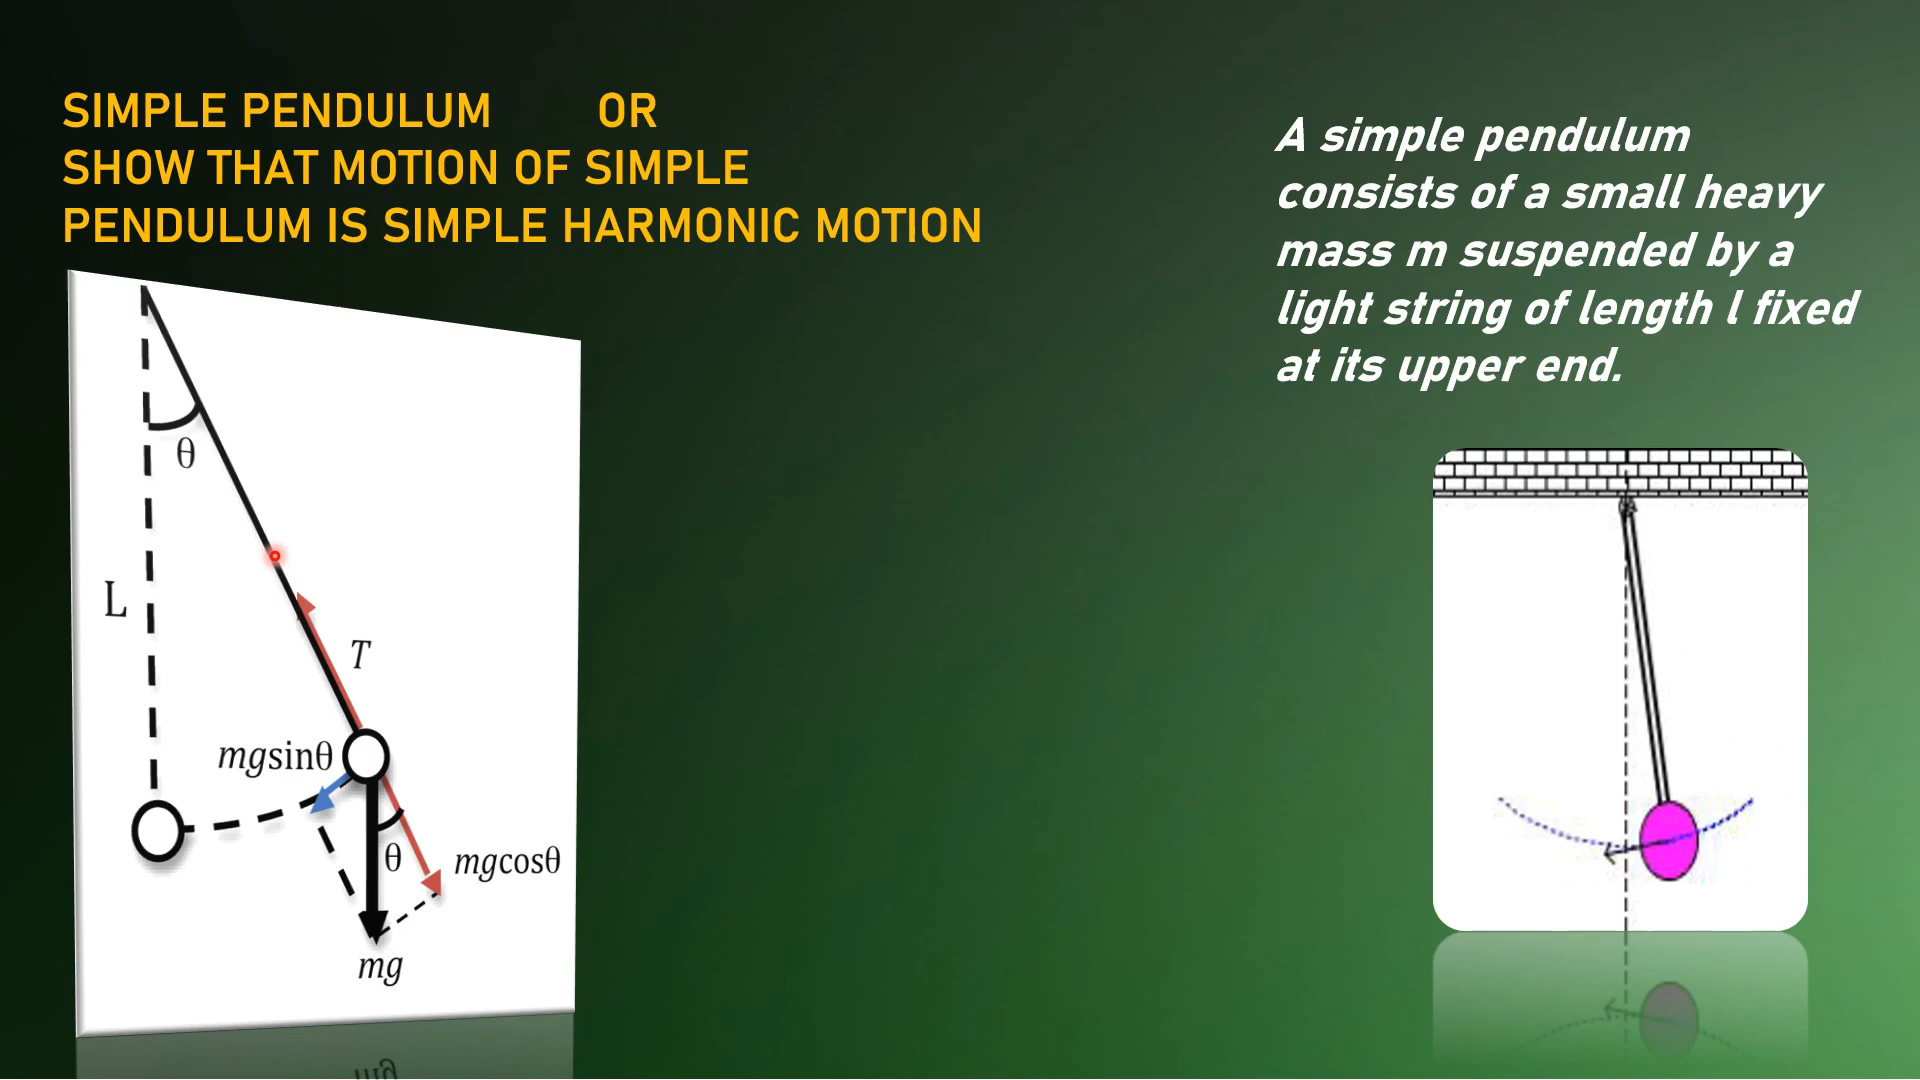 SIMPLE PENDULUM OR
SHOW THAT MOTION OF SIMPLE
PENDULUM IS SIMPLE HARMONIC MOTION
A simple pendulum
consists of a small heavy
mass m suspended by a
light string of length l fixed
at its upper end.
θ
L
T
mgsinθ
θ
mgcosθ
mg